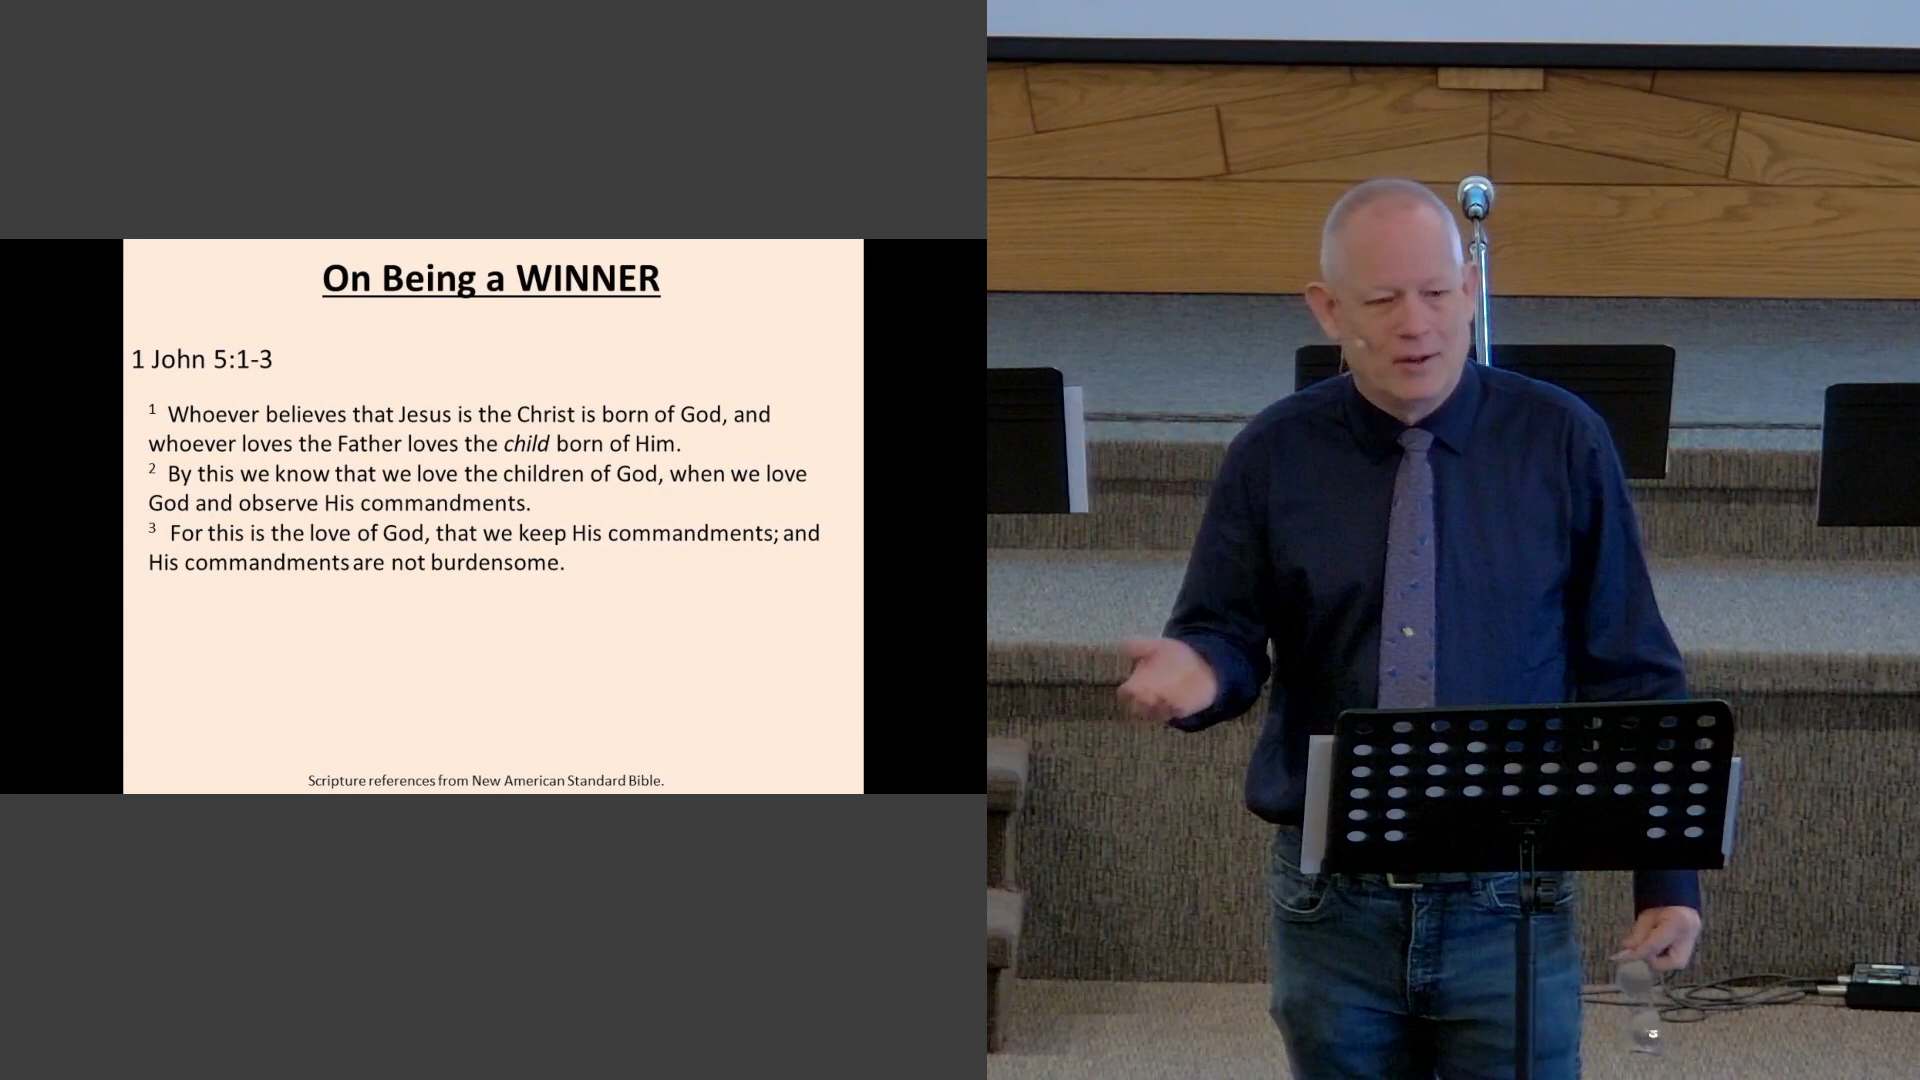 On Being a WINNER
1 John 5:1-3
1 Whoever believes that Jesus is the Christ is born of God, and
whoever loves the Father loves the child born of Him.
2 By this we know that we love the children of God, when we love
God and observe His commandments.
3 For this is the love of God, that we keep His commandments; and
His commandments are not burdensome.
Scripture references from New American Standard Bible.